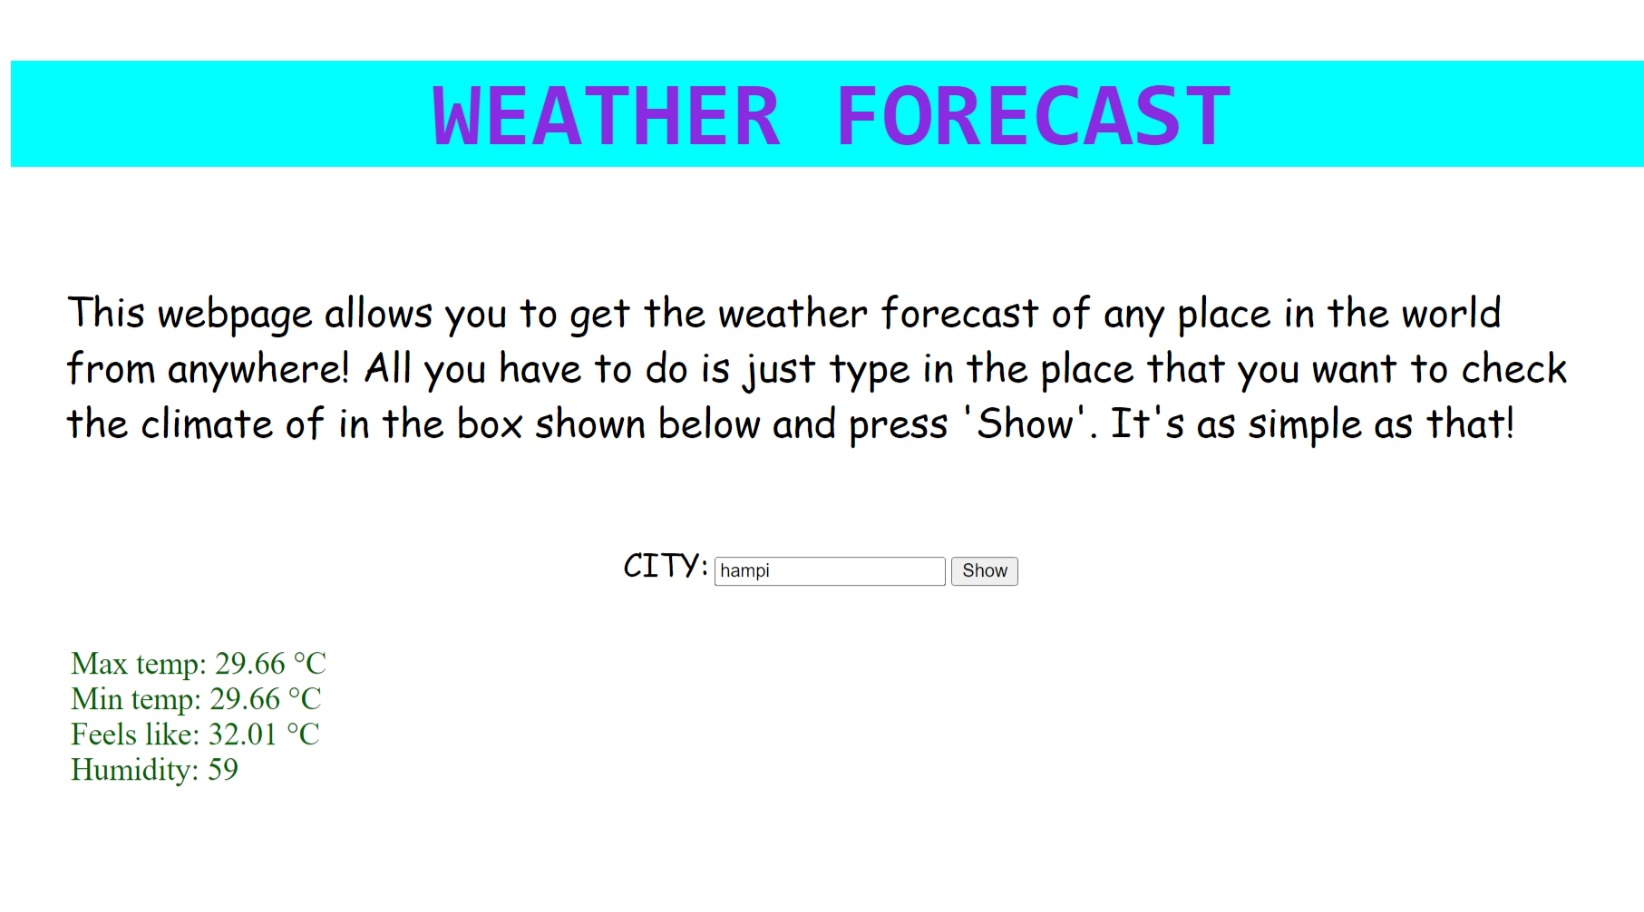 WEATHER FORECAST
This webpage allows you to get the weather forecast of any place in the world
from anywhere! All you have to do is just type in the place that you want to check
the climate of in the box shown below and press 'Show'. It's as simple as that!
CITY: hampi Show
Max temp: 29.66 °C
Min temp: 29.66 °C
Feels like: 32.01 °C
Humidity: 59